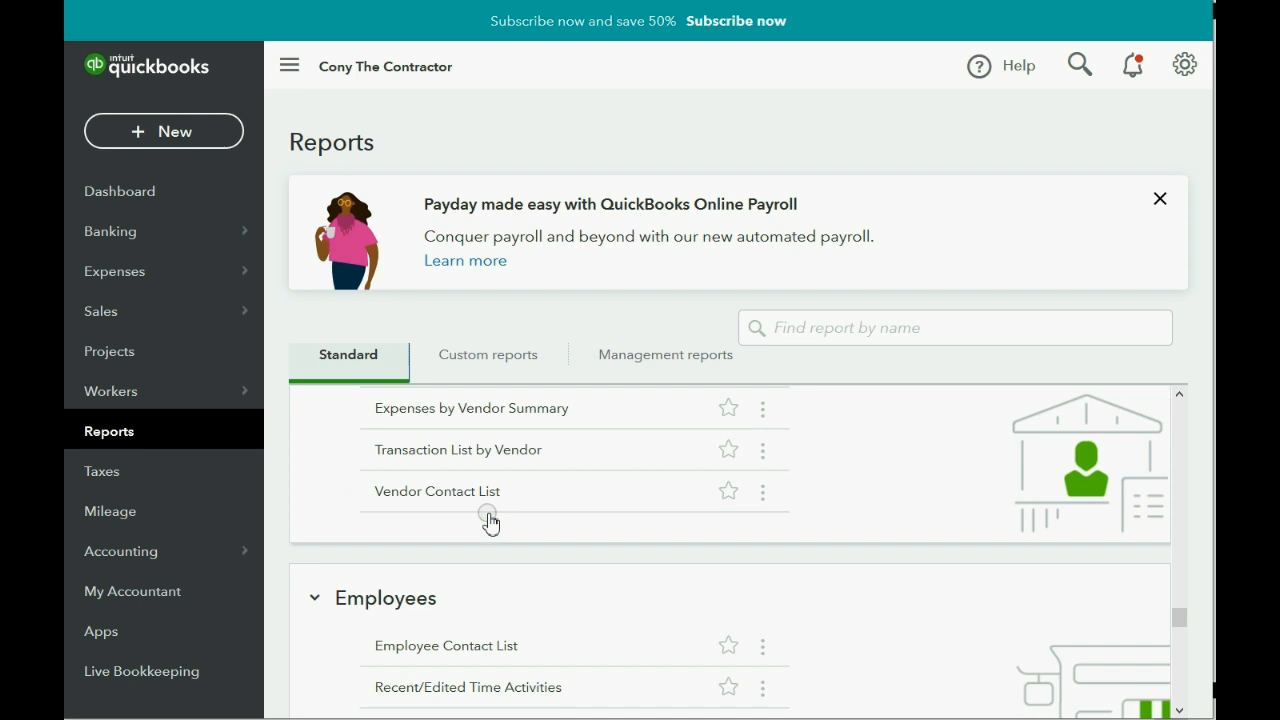 Subscribe now and save 50% Subscribe now
intuit
quickbooks
Cony The Contractor
Help
+ New
Dashboard
Banking
Expenses
Sales
Projects
Workers
Reports
Taxes
Mileage
Accounting
My Accountant
Apps
Live Bookkeeping
Reports
Payday made easy with QuickBooks Online Payroll
Conquer payroll and beyond with our new automated payroll.
Learn more
Find report by name
Standard
Custom reports
Management reports
Expenses by Vendor Summary
Transaction List by Vendor
Vendor Contact List
Employees
Employee Contact List
Recent/Edited Time Activities